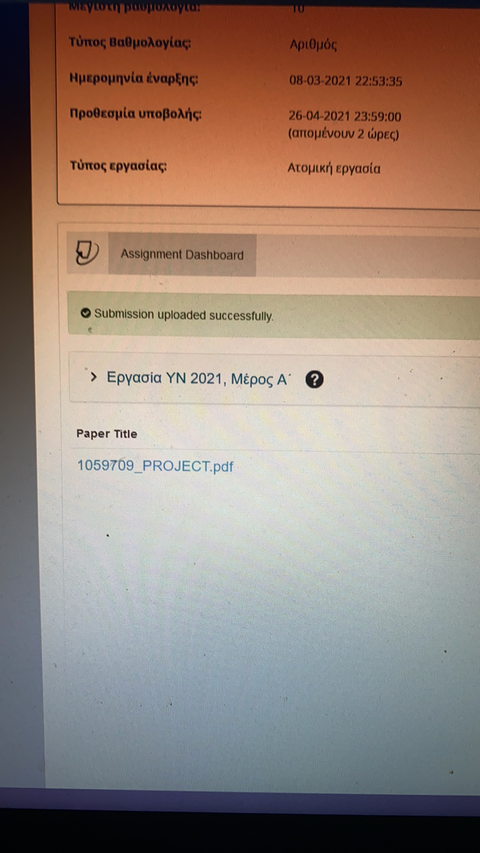 Μέγιστη βαθμολογία: 10
Τύπος Βαθμολογίας: Αριθμός
Ημερομηνία έναρξης: 08-03-2021 22:53:35
Προθεσμία υποβολής: 26-04-2021 23:59:00
(απομένουν 2 ώρες)
Τύπος εργασίας: Ατομική εργασία
Assignment Dashboard
Submission uploaded successfully.
Εργασία ΥΝ 2021, Μέρος Α΄ ?
Paper Title
1059709_PROJECT.pdf